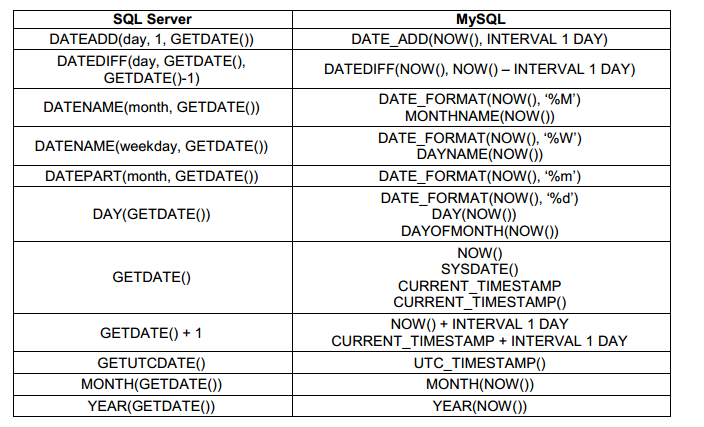 SQL Server
MySQL
DATEADD(day, 1, GETDATE())
DATE_ADD(NOW(), INTERVAL 1 DAY)
DATEDIFF(day, GETDATE(),
GETDATE()-1)
DATEDIFF(NOW(), NOW() – INTERVAL 1 DAY)
DATENAME(month, GETDATE())
DATE_FORMAT(NOW(), ‘%M’)
MONTHNAME(NOW())
DATENAME(weekday, GETDATE())
DATE_FORMAT(NOW(), ‘%W’)
DAYNAME(NOW())
DATEPART(month, GETDATE())
DATE_FORMAT(NOW(), ‘%m’)
DAY(GETDATE())
DATE_FORMAT(NOW(), ‘%d’)
DAY(NOW())
DAYOFMONTH(NOW())
GETDATE()
NOW()
SYSDATE()
CURRENT_TIMESTAMP
CURRENT_TIMESTAMP()
GETDATE() + 1
NOW() + INTERVAL 1 DAY
CURRENT_TIMESTAMP + INTERVAL 1 DAY
GETUTCDATE()
UTC_TIMESTAMP()
MONTH(GETDATE())
MONTH(NOW())
YEAR(GETDATE())
YEAR(NOW())